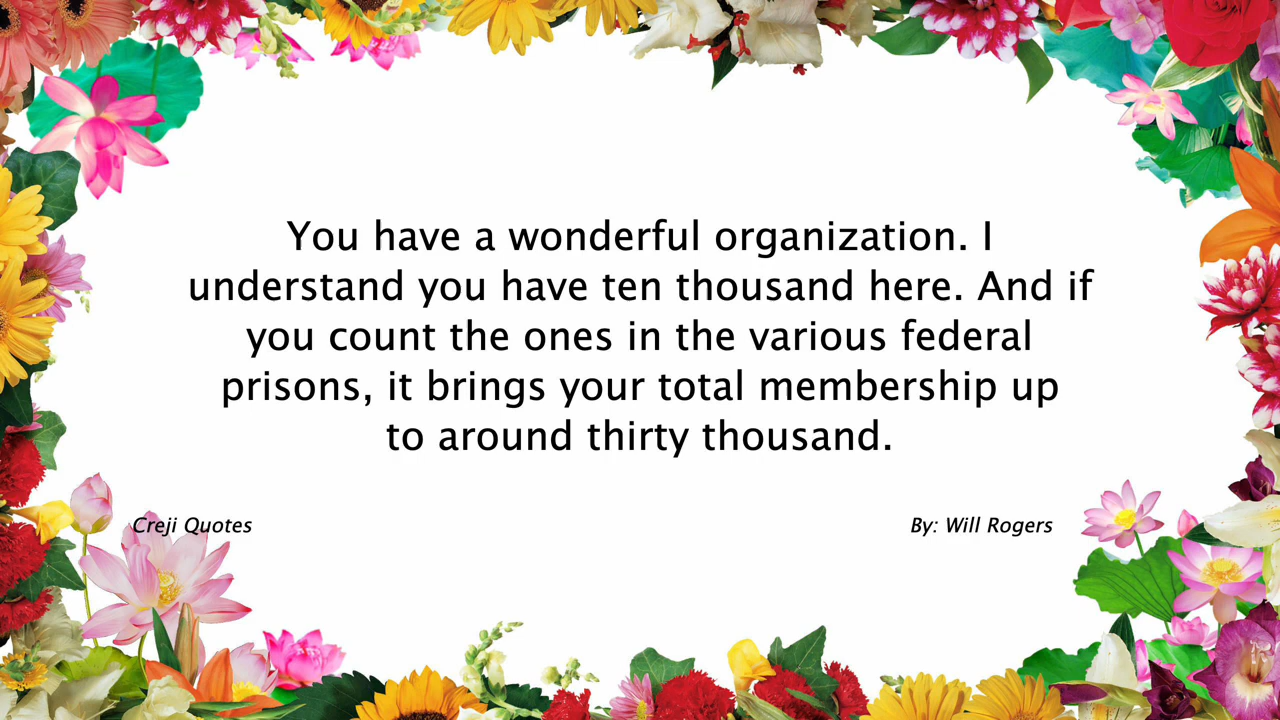 You have a wonderful organization. I
understand you have ten thousand here. And if
you count the ones in the various federal
prisons, it brings your total membership up
to around thirty thousand.
Creji Quotes
By: Will Rogers